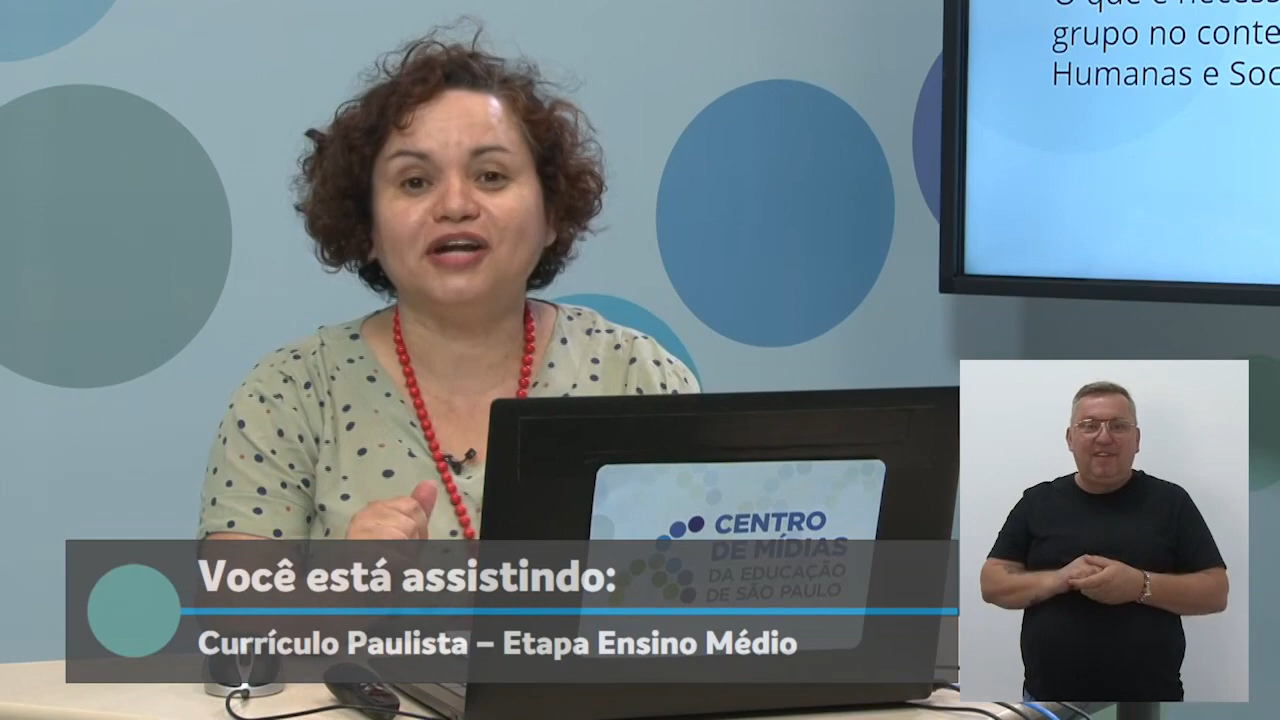 O que é
grupo no conte
Humanas e Soc
CENTRO
DE MÍDIAS
DA EDUCAÇÃO
DE SÃO PAULO
Você está assistindo:
Currículo Paulista – Etapa Ensino Médio